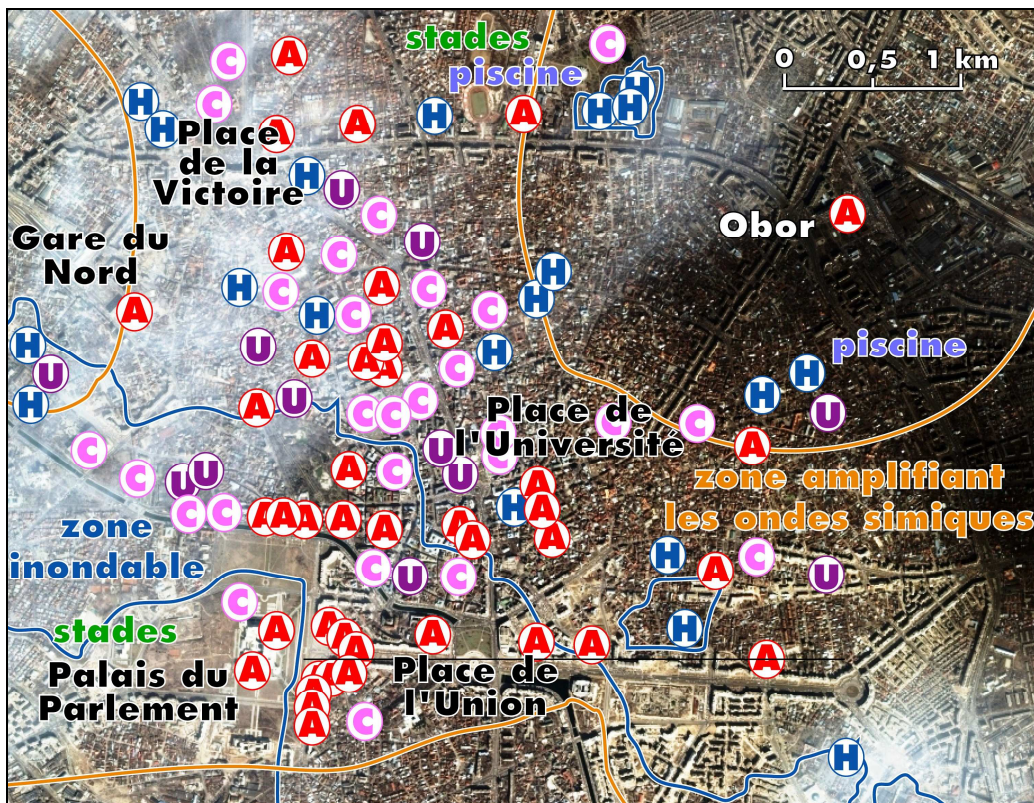 stades
piscine
0 0,5 1 km
Place
de la
Victoire
Gare du
Nord
Obor
piscine
Place de
l'Université
zone amplifiant
les ondes simiques
zone
inondable
stades
Palais du
Parlement
Place de
l'Union
C
A
C
A
A
H
H
H
A
H
H
H
H
U
C
A
C
U
A
C
H
C
A
C
H
H
C
H
A
A
H
A
A
A
A
U
C
H
H
U
H
A
U
C
C
C
H
H
U
C
C
C
C
A
U
U
A
C
C
U
U
A
C
C
C
A
A
A
A
A
A
A
A
H
A
A
C
U
C
H
A
C
U
C
A
A
A
A
A
A
A
A
A
A
A
A
A
A
C
H
A
H